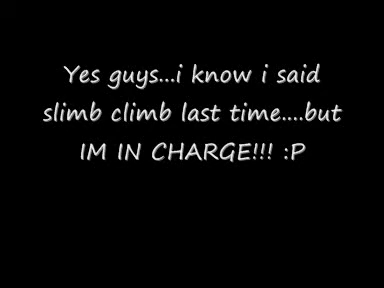 Yes guys...i know i said
slimb climb last time....but
IM IN CHARGE!!! :P